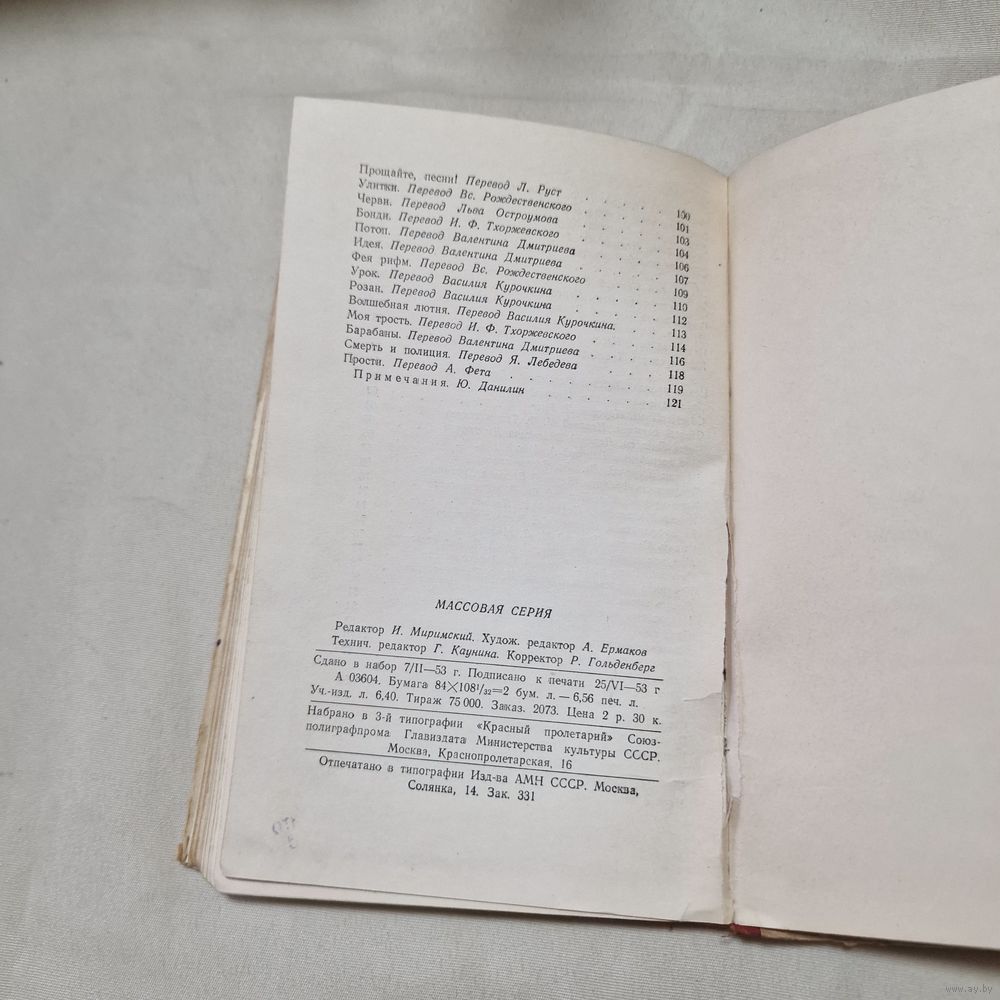 Прощайте, песни! Перевод Л. Руст . . . . . 100
Улитки. Перевод Вс. Рождественского . . . . . 101
Черви. Перевод Льва Остроумова . . . . . 103
Бонди. Перевод И. Ф. Тхоржевского . . . . . 104
Потоп. Перевод Валентина Дмитриева . . . . . 106
Идея. Перевод Валентина Дмитриева . . . . . 107
Фея рифм. Перевод Вс. Рождественского . . . . . 109
Урок. Перевод Василия Курочкина . . . . . 110
Розан. Перевод Василия Курочкина . . . . . 112
Волшебная лютня. Перевод Василия Курочкина. . . . 113
Моя трость. Перевод И. Ф. Тхоржевского . . . . . 114
Барабаны. Перевод Валентина Дмитриева . . . . . 116
Смерть и полиция. Перевод Я. Лебедева . . . . . 118
Прости. Перевод А. Фета . . . . . . 119
Примечания. Ю. Данилин . . . . . . 121
МАССОВАЯ СЕРИЯ
Редактор И. Миримский. Худож. редактор А. Ермаков
Технич. редактор Г. Каунина. Корректор Р. Гольденберг
Сдано в набор 7/II—53 г. Подписано к печати 25/VI—53 г
А 03604. Бумага 84×108¹/₃₂=2 бум. л. — 6,56 печ. л.
Уч.-изд. л. 6,40. Тираж 75 000. Заказ. 2073. Цена 2 р. 30 к.
Набрано в 3-й типографии «Красный пролетарий» Союз-
полиграфпрома Главиздата Министерства культуры СССР.
Москва, Краснопролетарская, 16
Отпечатано в типографии Изд-ва АМН СССР. Москва,
Солянка, 14. Зак. 331
www.ay.by